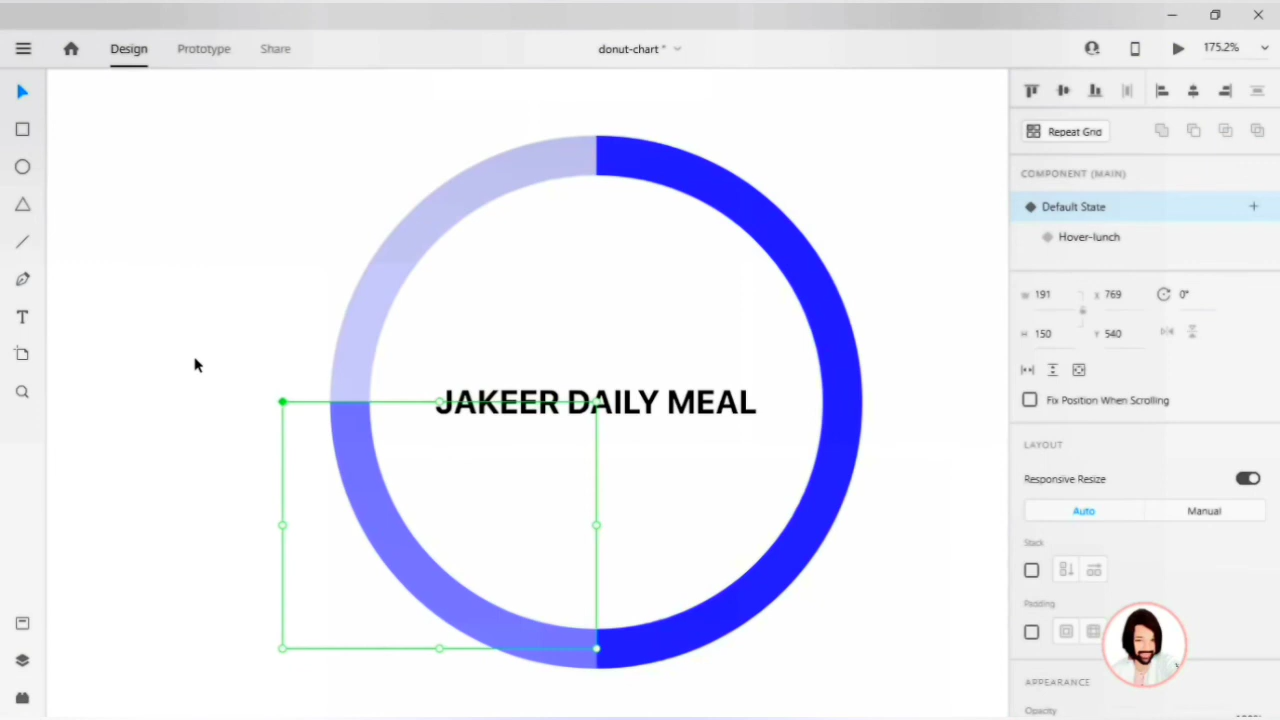 Design
Prototype
Share
donut-chart *
175.2%
Repeat Grid
COMPONENT (MAIN)
Default State
Hover-lunch
W 191
X 769
0°
H 150
Y 540
Fix Position When Scrolling
LAYOUT
Responsive Resize
Auto
Manual
Stack
Padding
APPEARANCE
Opacity
JAKEER DAILY MEAL